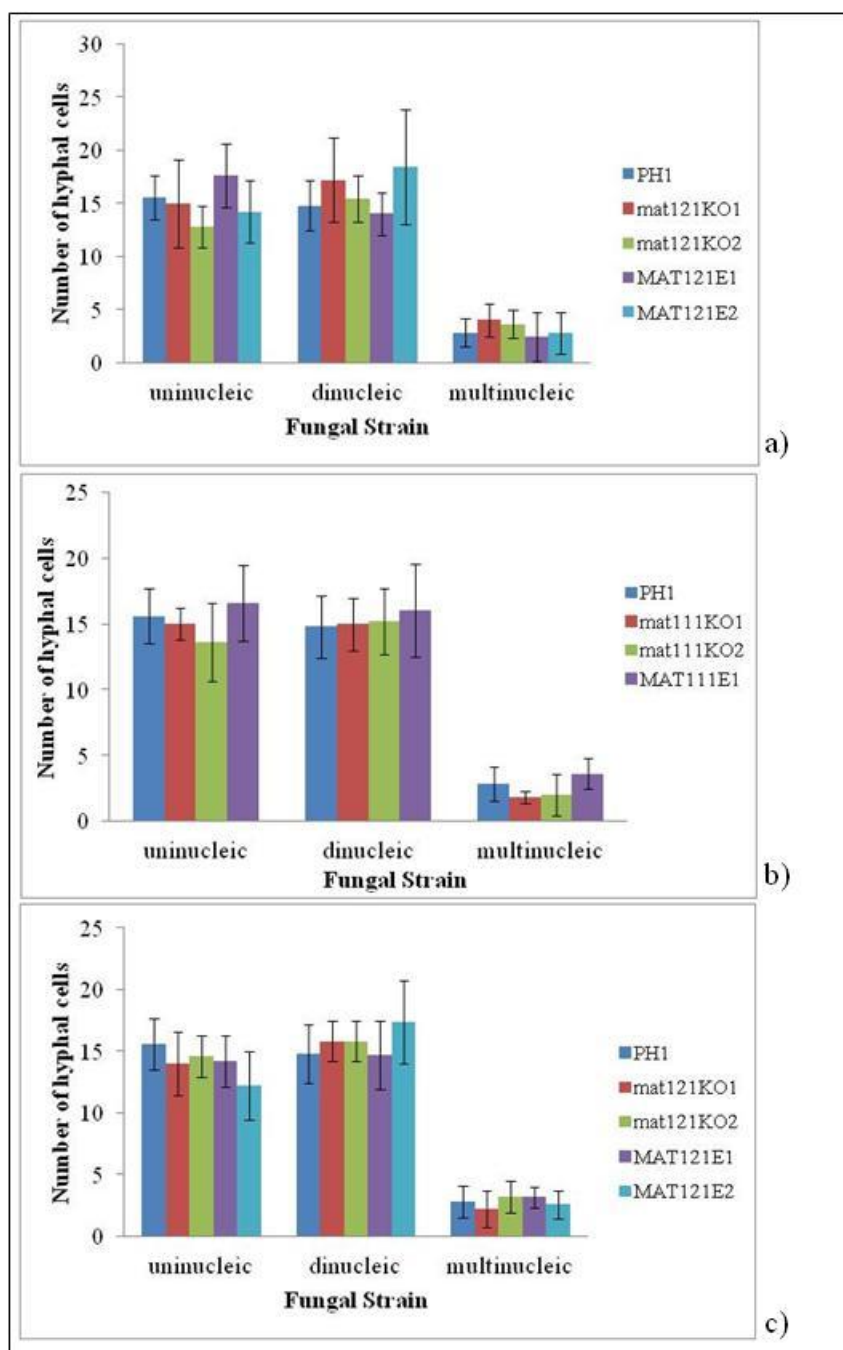 30
25
20
15
10
5
0
Number of hyphal cells
uninucleic dinucleic multinucleic
Fungal Strain
PH1
mat121KO1
mat121KO2
MAT121E1
MAT121E2
a)
25
20
15
10
5
0
Number of hyphal cells
uninucleic dinucleic multinucleic
Fungal Strain
PH1
mat111KO1
mat111KO2
MAT111E1
b)
25
20
15
10
5
0
Number of hyphal cells
uninucleic dinucleic multinucleic
Fungal Strain
PH1
mat121KO1
mat121KO2
MAT121E1
MAT121E2
c)